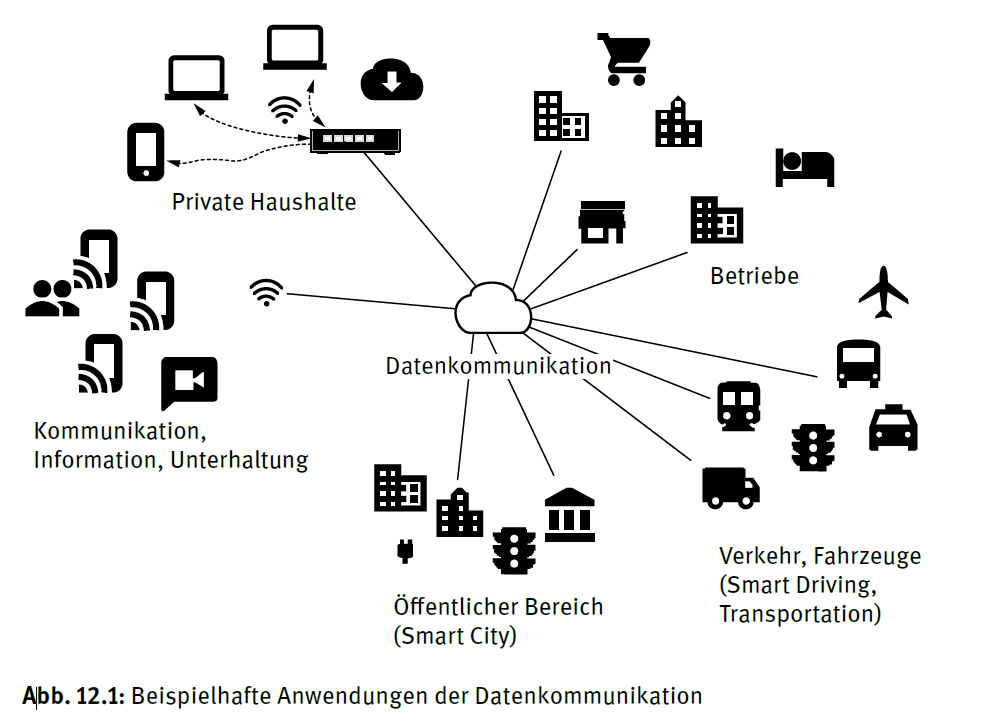 Private Haushalte
Betriebe
Datenkommunikation
Kommunikation,
Information, Unterhaltung
Verkehr, Fahrzeuge
(Smart Driving,
Transportation)
Öffentlicher Bereich
(Smart City)
Abb. 12.1: Beispielhafte Anwendungen der Datenkommunikation